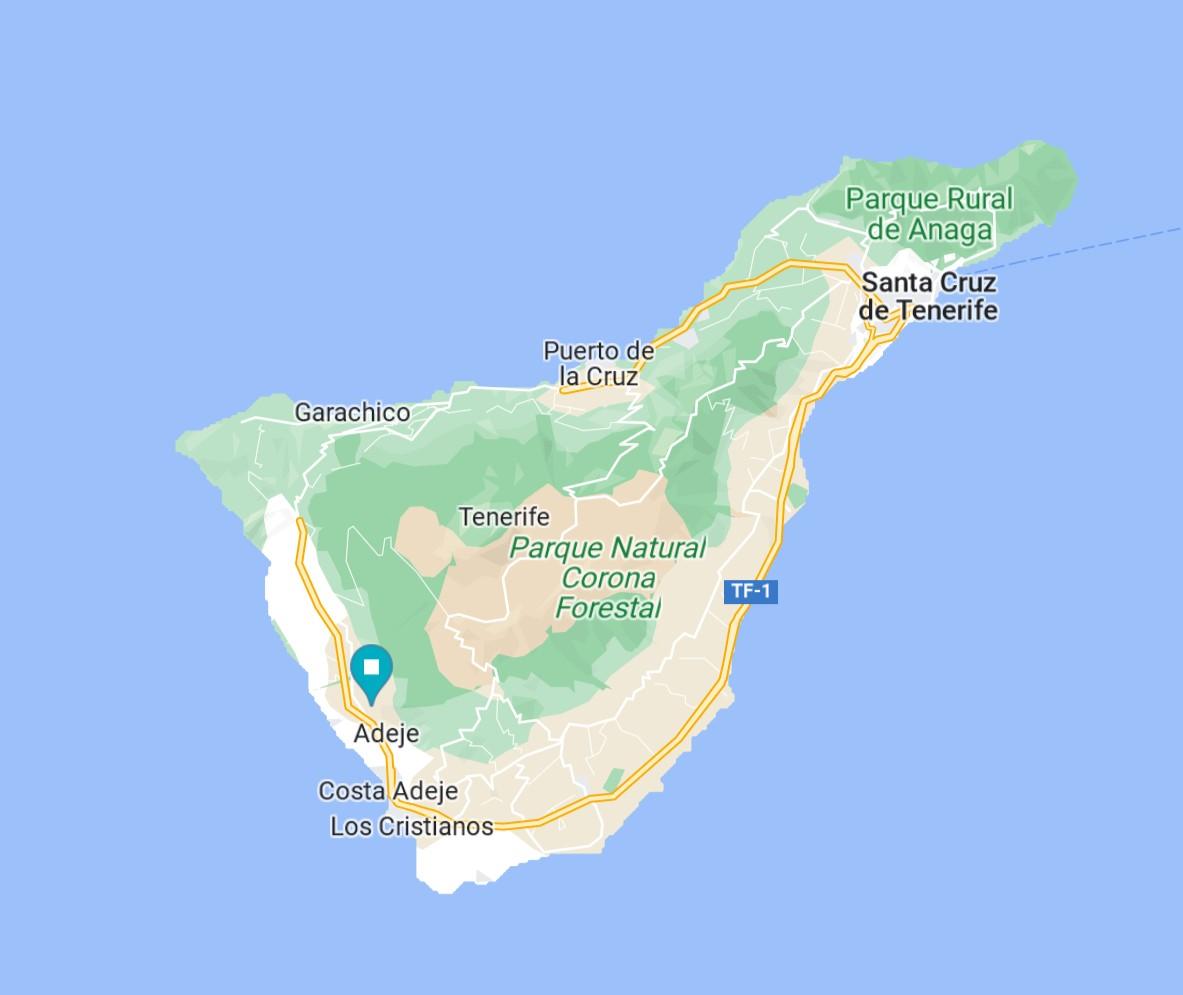 Parque Rural
de Anaga
Santa Cruz
de Tenerife
Puerto de
la Cruz
Garachico
Tenerife
Parque Natural
Corona
Forestal
TF-1
Adeje
Costa Adeje
Los Cristianos